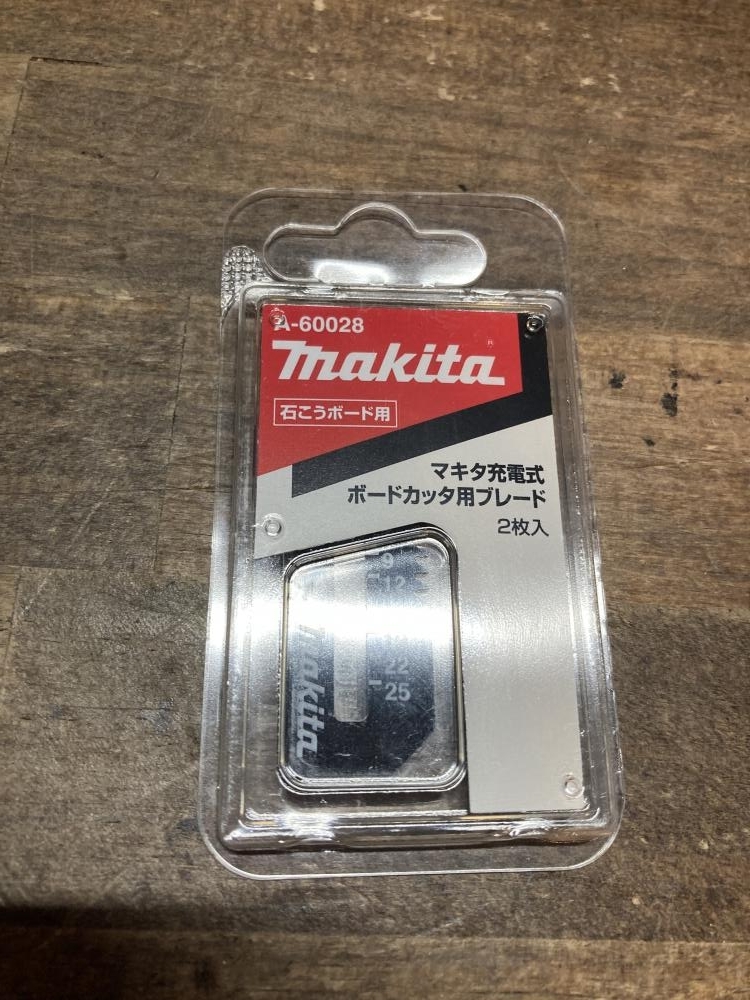 A-60028
makita®
石こうボード用
マキタ充電式
ボードカッタ用ブレード
2枚入
9
12
22
25
makita